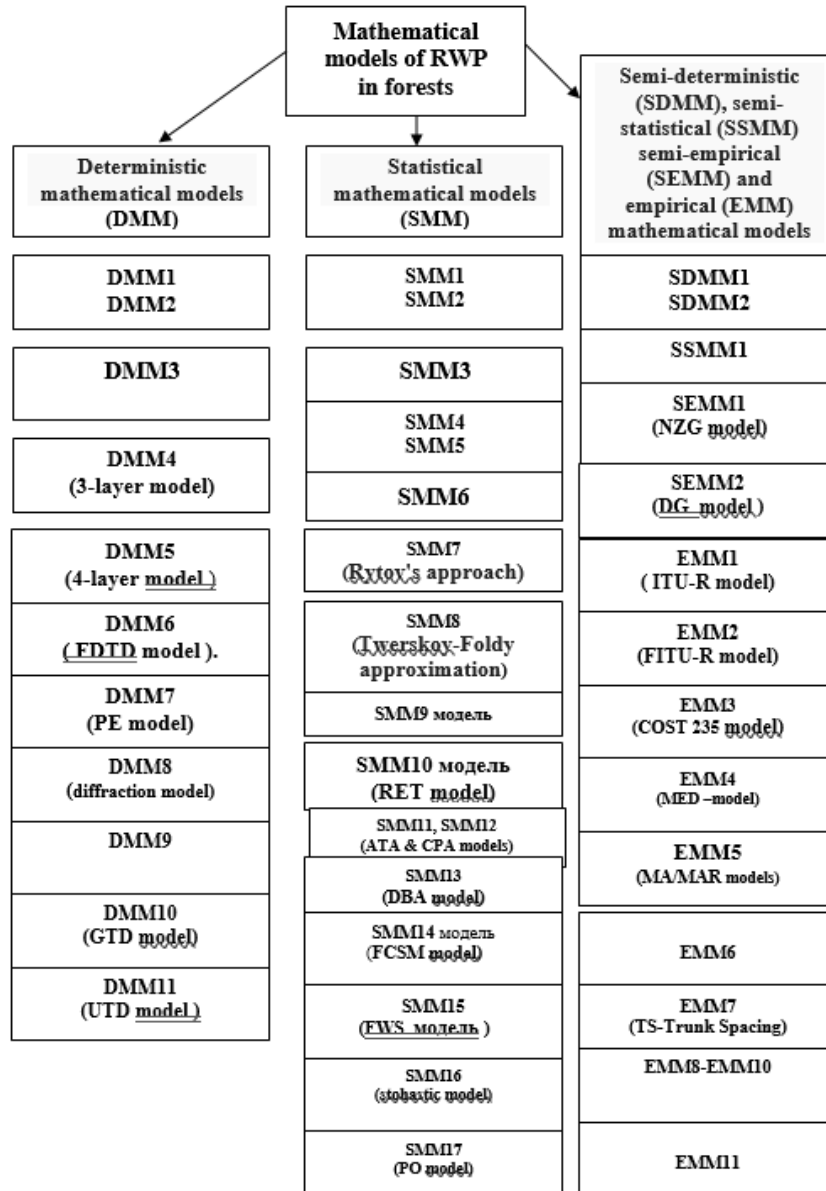 Mathematical
models of RWP
in forests
Deterministic
mathematical models
(DMM)
DMM1
DMM2
DMM3
DMM4
(3-layer model)
DMM5
(4-layer model )
DMM6
( FDTD model ).
DMM7
(PE model)
DMM8
(diffraction model)
DMM9
DMM10
(GTD model)
DMM11
(UTD model )
Statistical
mathematical models
(SMM)
SMM1
SMM2
SMM3
SMM4
SMM5
SMM6
SMM7
(Rytov's approach)
SMM8
(Twerskoy-Foldy
approximation)
SMM9 модель
SMM10 модель
(RET model)
SMM11, SMM12
(ATA & CPA models)
SMM13
(DBA model)
SMM14 модель
(FCSM model)
SMM15
(FWS модель )
SMM16
(stohastic model)
SMM17
(PO model)
Semi-deterministic
(SDMM), semi-
statistical (SSMM)
semi-empirical
(SEMM) and
empirical (EMM)
mathematical models
SDMM1
SDMM2
SSMM1
SEMM1
(NZG model)
SEMM2
(DG model )
EMM1
( ITU-R model)
EMM2
(FITU-R model)
EMM3
(COST 235 model)
EMM4
(MED –model)
EMM5
(MA/MAR models)
EMM6
EMM7
(TS-Trunk Spacing)
EMM8-EMM10
EMM11